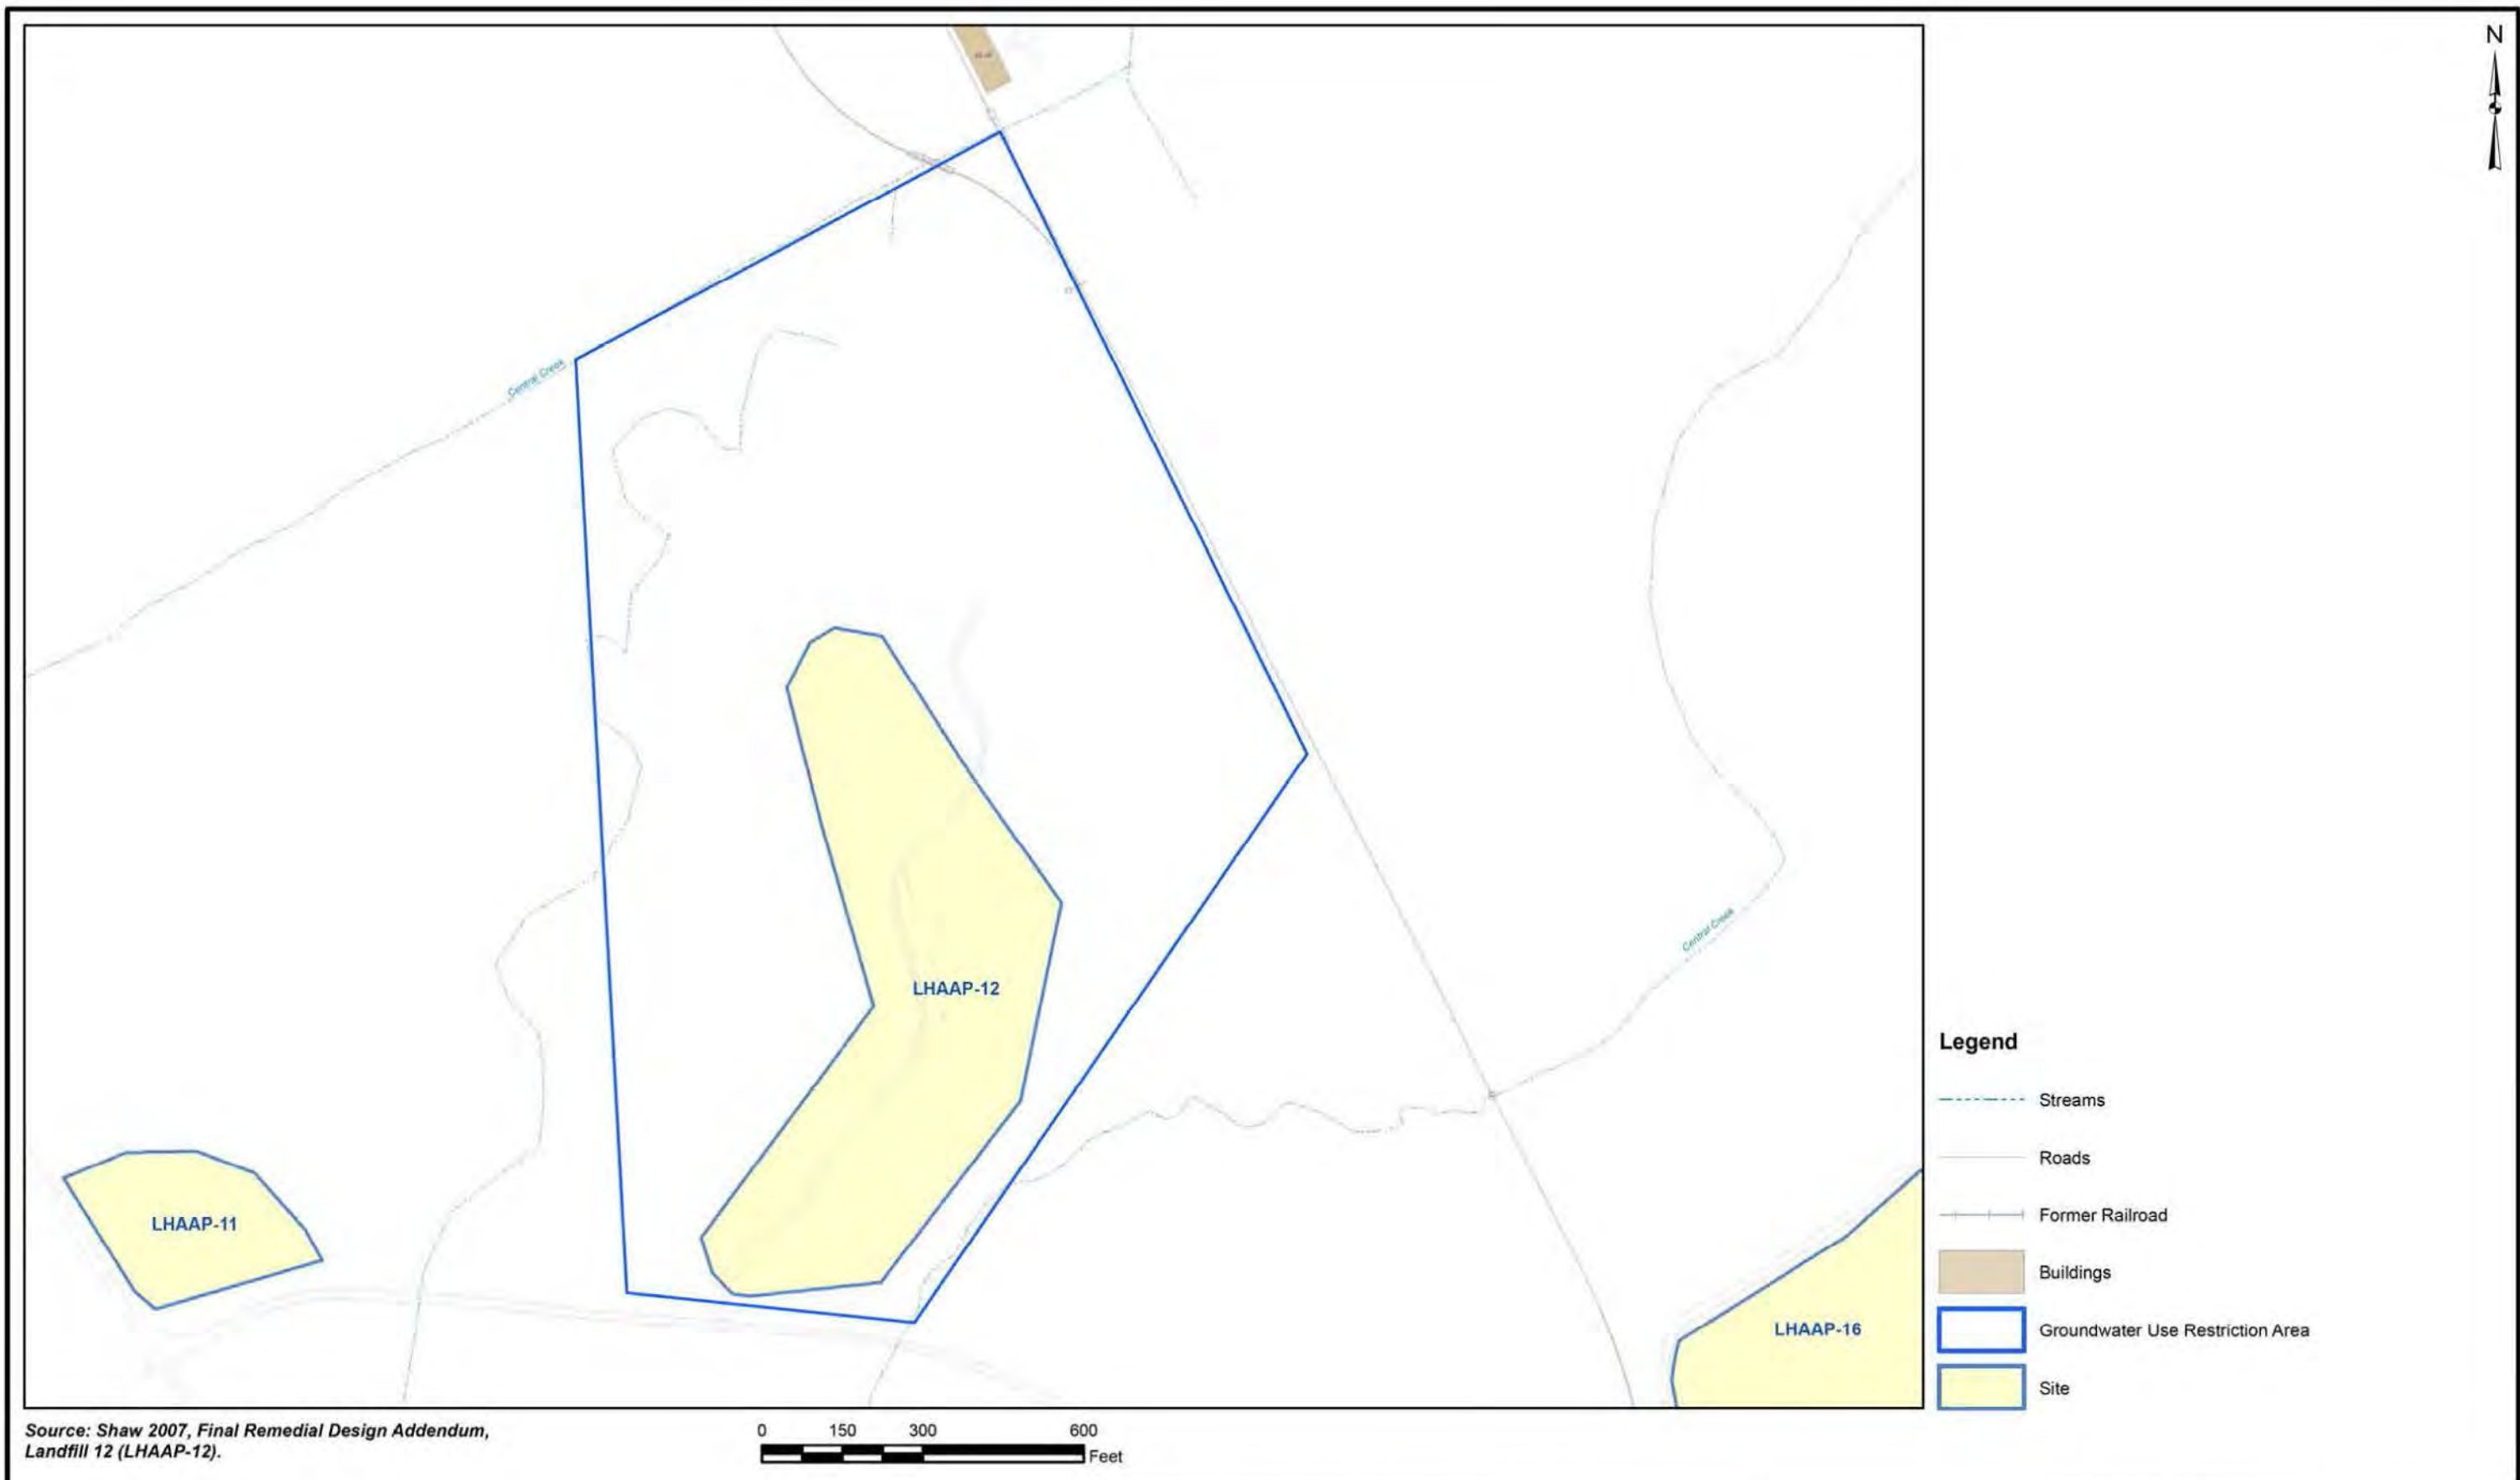 N
Central Creek
LHAAP-12
Central Creek
LHAAP-11
LHAAP-16
Legend
Streams
Roads
Former Railroad
Buildings
Groundwater Use Restriction Area
Site
Source: Shaw 2007, Final Remedial Design Addendum,
Landfill 12 (LHAAP-12).
0 150 300 600
Feet